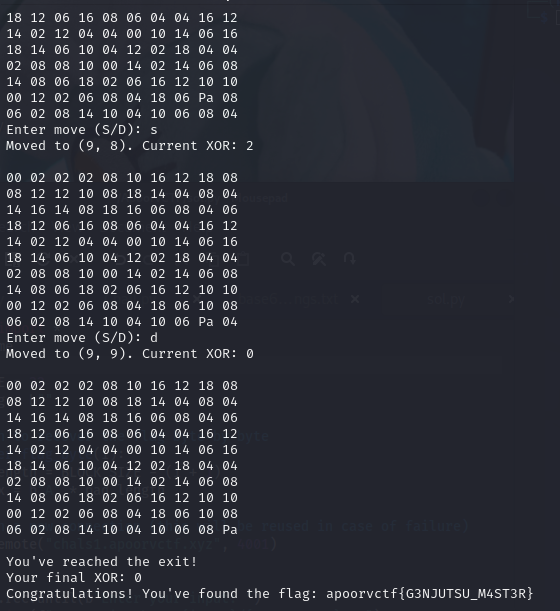 18 12 06 16 08 06 04 04 16 12
14 02 12 04 04 00 10 14 06 16
18 14 06 10 04 12 02 18 04 04
02 08 08 10 00 14 02 14 06 08
14 08 06 18 02 06 16 12 10 10
00 12 02 06 08 04 18 06 Pa 08
06 02 08 14 10 04 10 06 08 04
Enter move (S/D): s
Moved to (9, 8). Current XOR: 2
00 02 02 02 08 10 16 12 18 08
08 12 12 10 08 18 14 04 08 04
14 16 14 08 18 16 06 08 04 06
18 12 06 16 08 06 04 04 16 12
14 02 12 04 04 00 10 14 06 16
18 14 06 10 04 12 02 18 04 04
02 08 08 10 00 14 02 14 06 08
14 08 06 18 02 06 16 12 10 10
00 12 02 06 08 04 18 06 10 08
06 02 08 14 10 04 10 06 Pa 04
Enter move (S/D): d
Moved to (9, 9). Current XOR: 0
00 02 02 02 08 10 16 12 18 08
08 12 12 10 08 18 14 04 08 04
14 16 14 08 18 16 06 08 04 06
18 12 06 16 08 06 04 04 16 12
14 02 12 04 04 00 10 14 06 16
18 14 06 10 04 12 02 18 04 04
02 08 08 10 00 14 02 14 06 08
14 08 06 18 02 06 16 12 10 10
00 12 02 06 08 04 18 06 10 08
06 02 08 14 10 04 10 06 08 Pa
You've reached the exit!
Your final XOR: 0
Congratulations! You've found the flag: apoorvctf{G3NJUTSU_M4ST3R}